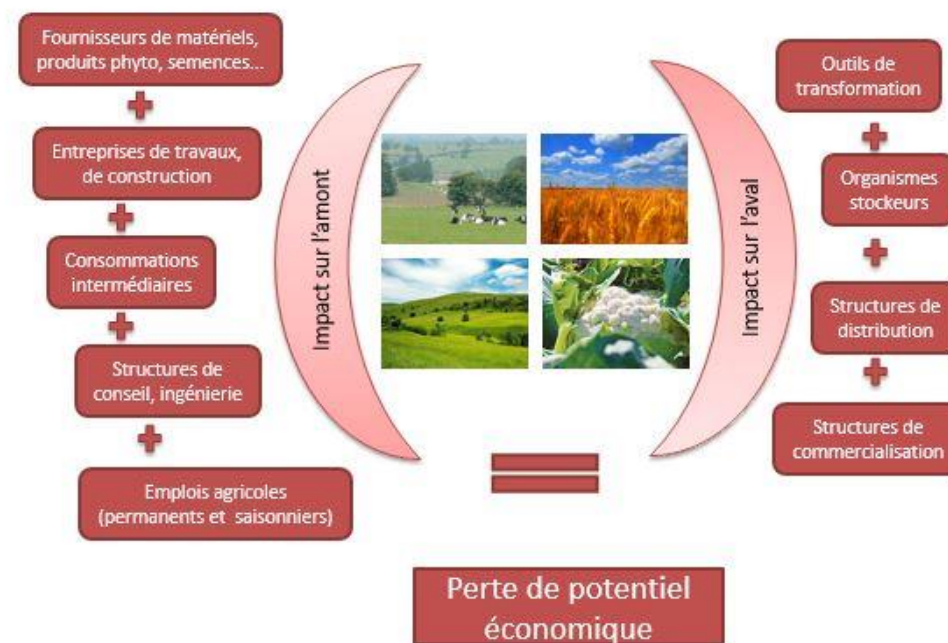 Fournisseurs de matériels,
produits phyto, semences...
Entreprises de travaux,
de construction
Consommations
intermédiaires
Structures de
conseil, ingénierie
Emplois agricoles
(permanents et saisonniers)
Impact sur l'amont
Impact sur l'aval
Outils de
transformation
Organismes
stockeurs
Structures de
distribution
Structures de
commercialisation
Perte de potentiel
économique